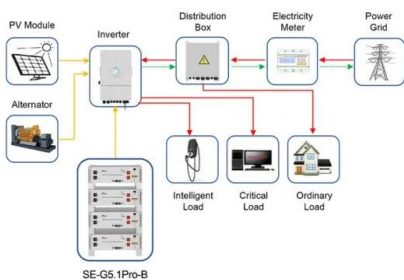 PV Module
Inverter
Distribution
Box
Electricity
Meter
Power
Grid
Alternator
Intelligent
Load
Critical
Load
Ordinary
Load
SE-G5.1Pro-B